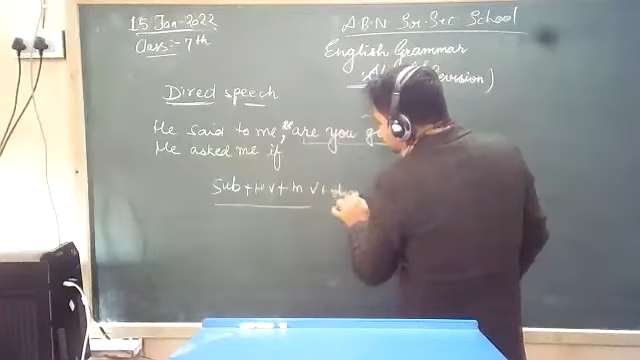 15 Jan. 2022
Class:- 7th
A.B.N Sr. Sec. School
English Grammar
Revision)
Direct speech
He said to me, "are you
He asked me if
Sub + H V + m V +